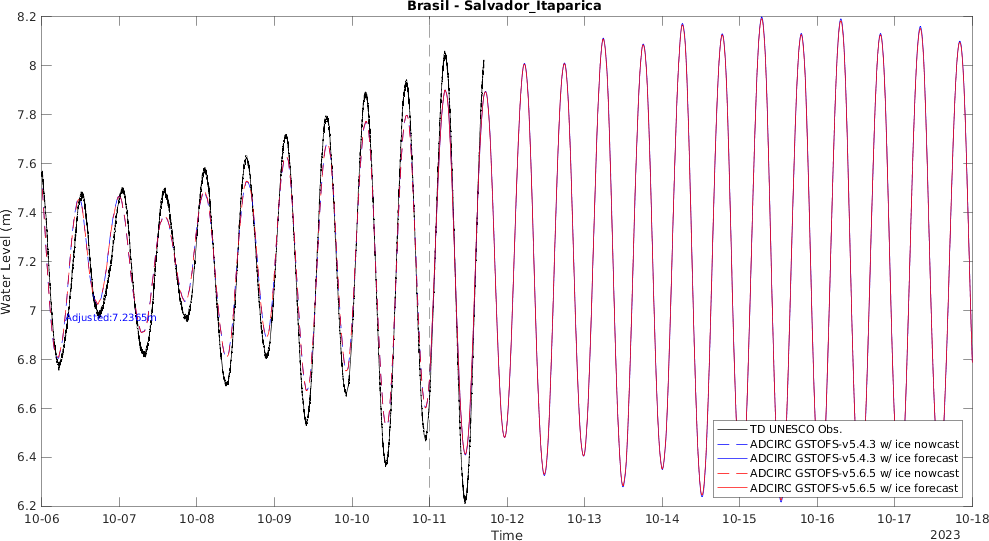 Brasil - Salvador_Itaparica
8.2
8
7.8
7.6
7.4
7.2
7
6.8
6.6
6.4
6.2
Water Level (m)
Adjusted:7.2365m
TD UNESCO Obs.
ADCIRC GSTOFS-v5.4.3 w/ ice nowcast
ADCIRC GSTOFS-v5.4.3 w/ ice forecast
ADCIRC GSTOFS-v5.6.5 w/ ice nowcast
ADCIRC GSTOFS-v5.6.5 w/ ice forecast
10-06 10-07 10-08 10-09 10-10 10-11 10-12 10-13 10-14 10-15 10-16 10-17 10-18
Time
2023